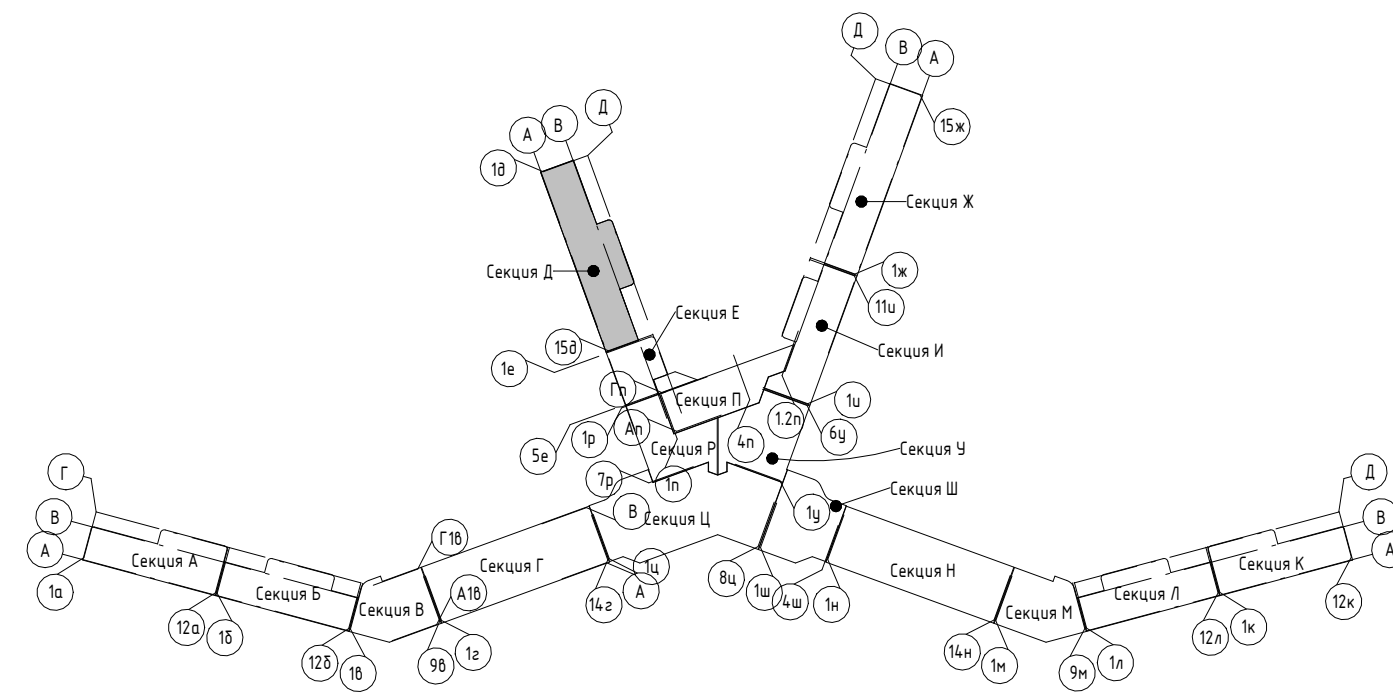 Д
В
А
Д
В
А
15ж
1д
Секция Ж
Секция Д
1ж
11и
Секция Е
15д
Секция И
1е
Гп
Секция П
1и
1.2п
Ап
1р
6у
4п
5е
Секция Р
Секция У
Г
7р
1п
Д
Секция Ш
В
В
Секция Ц
1у
В
А
Г1в
А
Секция А
Секция Г
Секция Н
Секция К
1ц
8ц
1а
Секция Б
Секция В
А1в
14г
А
1ш
4ш
1н
Секция М
Секция Л
12к
12а
1б
12л
1к
12б
1в
9в
1г
14н
1м
9м
1л